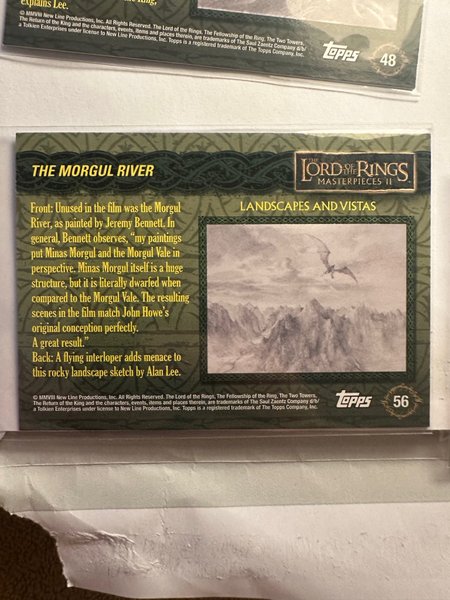 explains Lee.
© MMVIII New Line Productions, Inc. All Rights Reserved. The Lord of the Rings, The Fellowship of the Ring, The Two Towers,
The Return of the King and the characters, events, items and places therein, are trademarks of The Saul Zaentz Company d/b/
a Tolkien Enterprises under license to New Line Productions, Inc. Topps is a registered trademark of The Topps Company, Inc.
TOPPS
48
THE MORGUL RIVER
THE
LORD OF THE RINGS
MASTERPIECES II
LANDSCAPES AND VISTAS
Front: Unused in the film was the Morgul
River, as painted by Jeremy Bennett. In
general, Bennett observes, "my paintings
put Minas Morgul and the Morgul Vale in
perspective. Minas Morgul itself is a huge
structure, but it is literally dwarfed when
compared to the Morgul Vale. The resulting
scenes in the film match John Howe's
original conception perfectly.
A great result."
Back: A flying interloper adds menace to
this rocky landscape sketch by Alan Lee.
© MMVIII New Line Productions, Inc. All Rights Reserved. The Lord of the Rings, The Fellowship of the Ring, The Two Towers,
The Return of the King and the characters, events, items and places therein, are trademarks of The Saul Zaentz Company d/b/
a Tolkien Enterprises under license to New Line Productions, Inc. Topps is a registered trademark of The Topps Company, Inc.
TOPPS
56